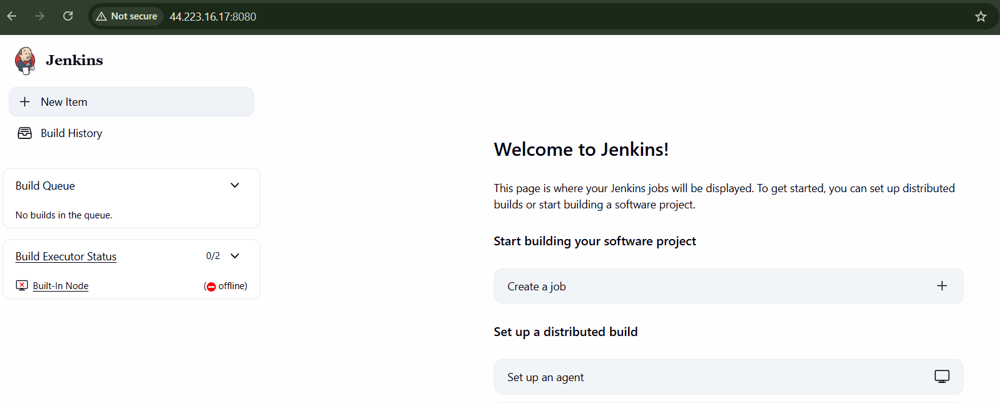 Not secure 44.223.16.17:8080
Jenkins
New Item
Build History
Build Queue
No builds in the queue.
Build Executor Status 0/2
Built-In Node (offline)
Welcome to Jenkins!
This page is where your Jenkins jobs will be displayed. To get started, you can set up distributed
builds or start building a software project.
Start building your software project
Create a job
Set up a distributed build
Set up an agent